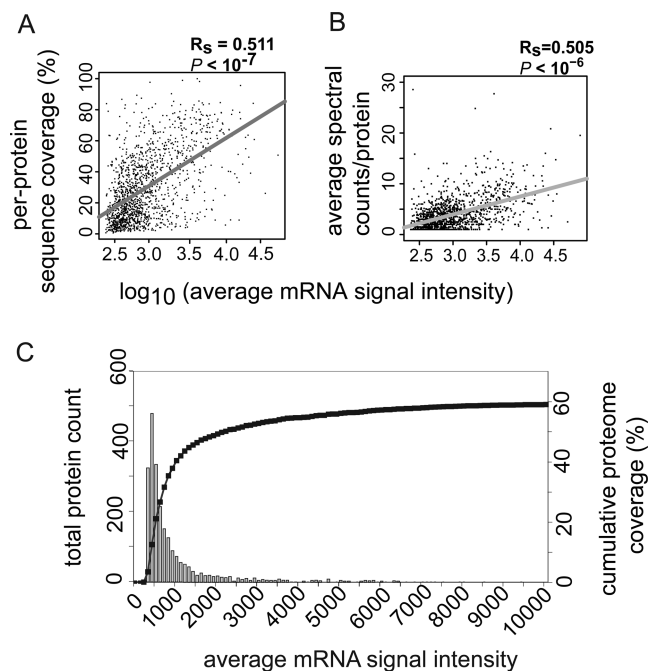 A
R_S = 0.511
P < 10^-7
per-protein
sequence coverage (%)
100
80
60
40
20
0
2.5 3.0 3.5 4.0 4.5
B
R_S=0.505
P < 10^-6
average spectral
counts/protein
30
20
10
5
0
2.5 3.0 3.5 4.0 4.5
log10 (average mRNA signal intensity)
C
total protein count
600
400
200
0
cumulative proteome
coverage (%)
60
40
20
0
0 1000 2000 3000 4000 5000 6000 7000 8000 9000 10000
average mRNA signal intensity